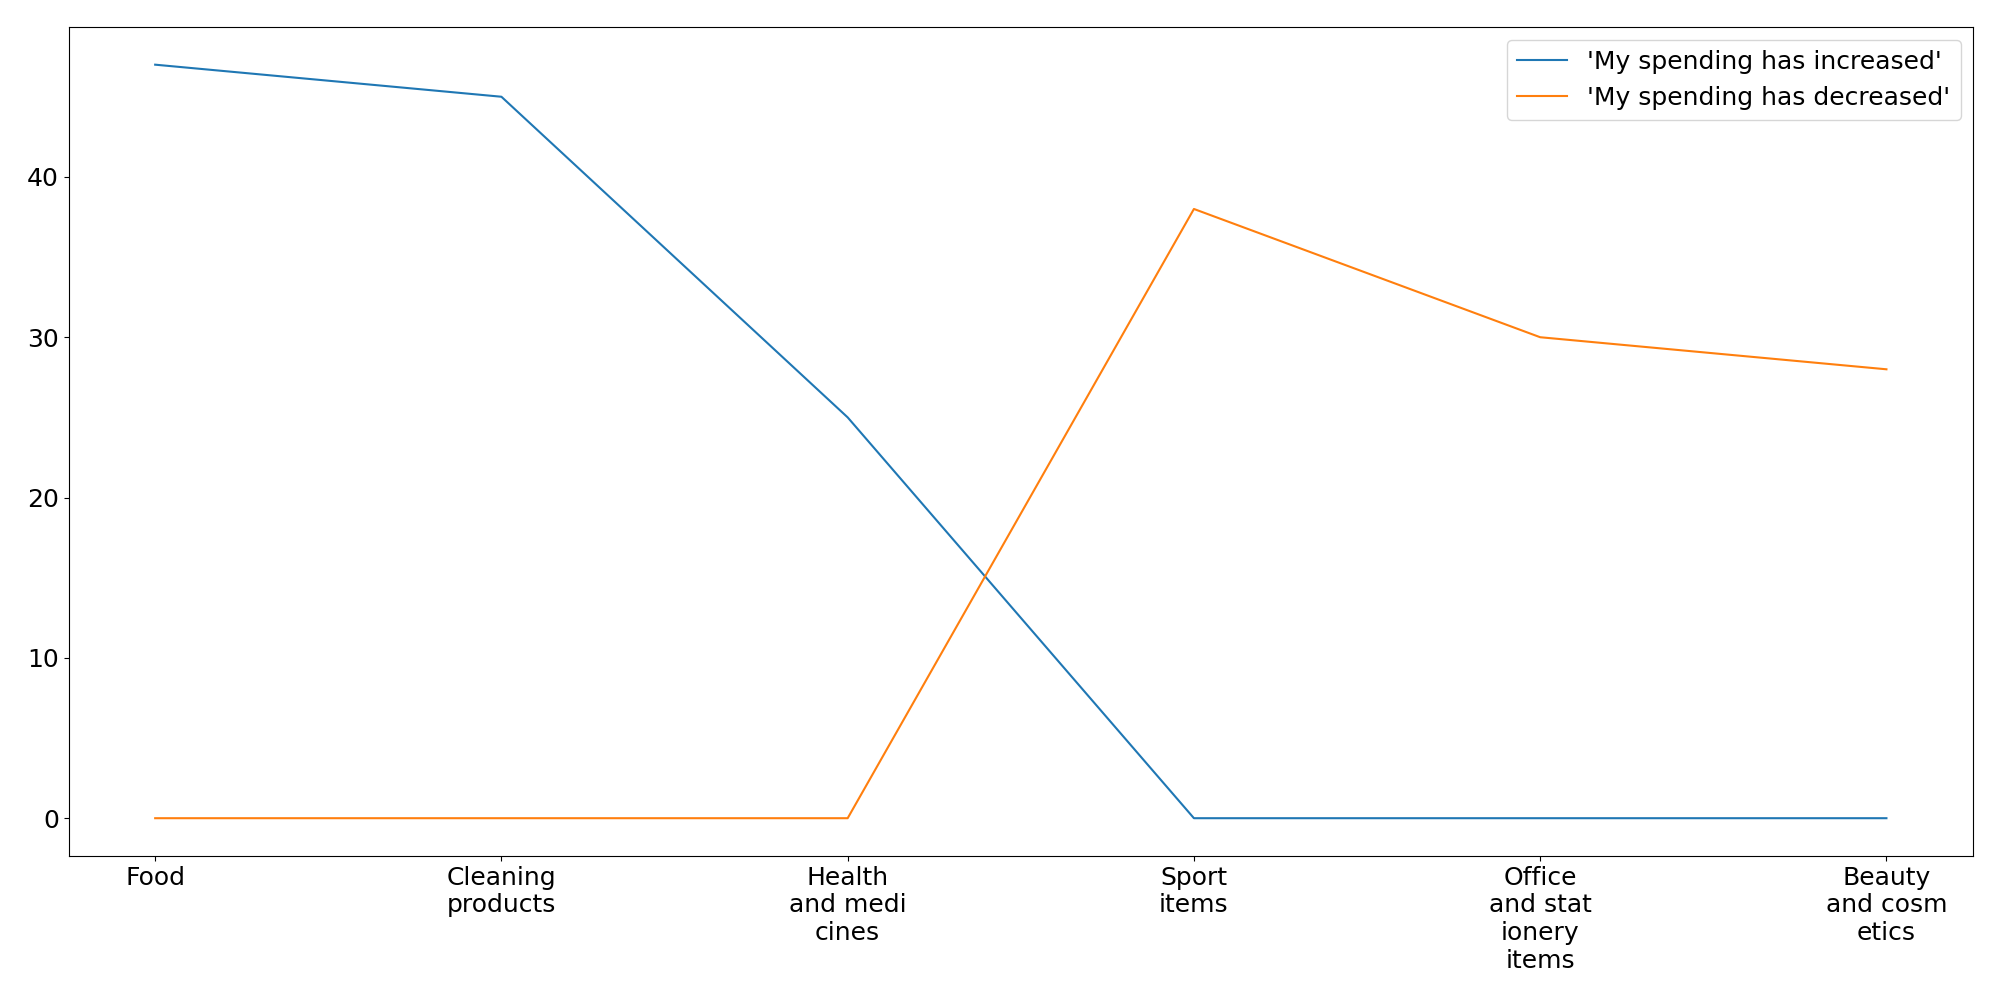 'My spending has increased'
'My spending has decreased'
40
30
20
10
0
Food
Cleaning
products
Health
and medi
cines
Sport
items
Office
and stat
ionery
items
Beauty
and cosm
etics